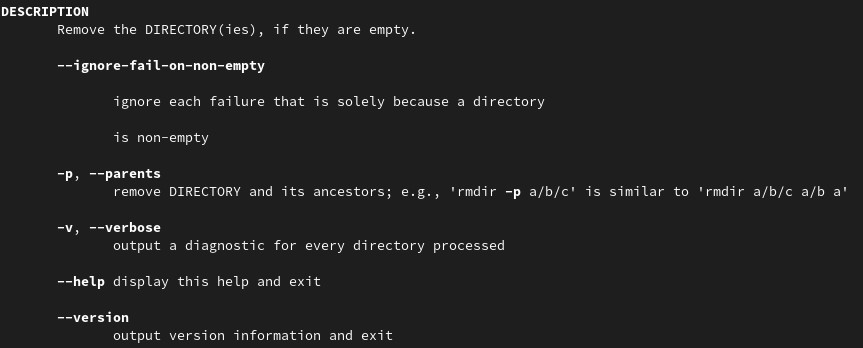 DESCRIPTION
Remove the DIRECTORY(ies), if they are empty.
--ignore-fail-on-non-empty
ignore each failure that is solely because a directory
is non-empty
-p, --parents
remove DIRECTORY and its ancestors; e.g., 'rmdir -p a/b/c' is similar to 'rmdir a/b/c a/b a'
-v, --verbose
output a diagnostic for every directory processed
--help display this help and exit
--version
output version information and exit